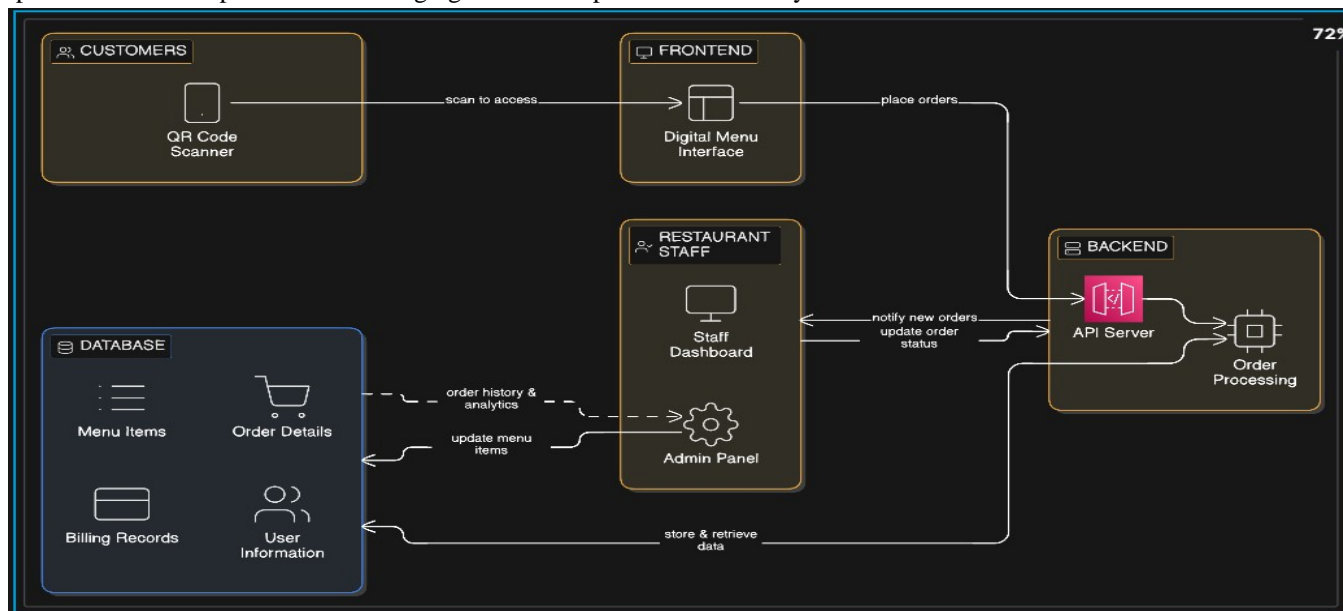 72%
CUSTOMERS
QR Code
Scanner
scan to access
FRONTEND
Digital Menu
Interface
place orders
RESTAURANT
STAFF
Staff
Dashboard
Admin Panel
notify new orders
update order
status
BACKEND
API Server
Order
Processing
DATABASE
Menu Items
Order Details
Billing Records
User
Information
order history &
analytics
update menu
items
store & retrieve
data